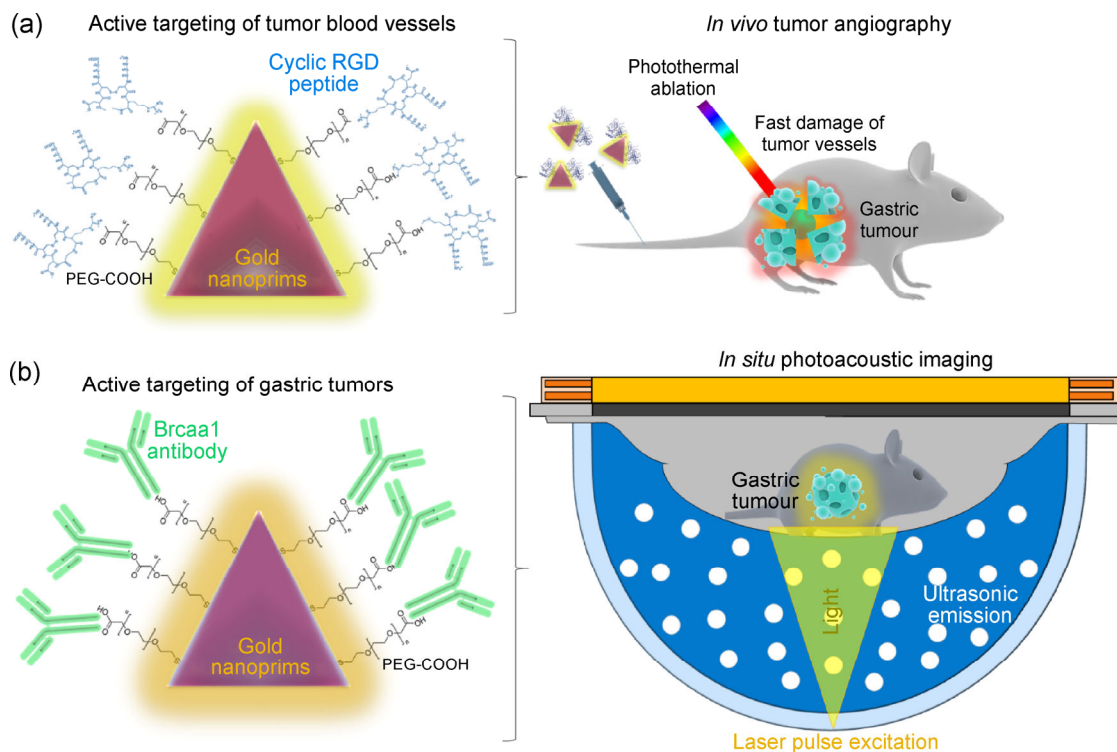 (a)
Active targeting of tumor blood vessels
Cyclic RGD
peptide
PEG-COOH
Gold
nanoprims
In vivo tumor angiography
Photothermal
ablation
Fast damage of
tumor vessels
Gastric
tumour
(b)
Active targeting of gastric tumors
Brcaa1
antibody
Gold
nanoprims
PEG-COOH
In situ photoacoustic imaging
Gastric
tumour
Light
Ultrasonic
emission
Laser pulse excitation